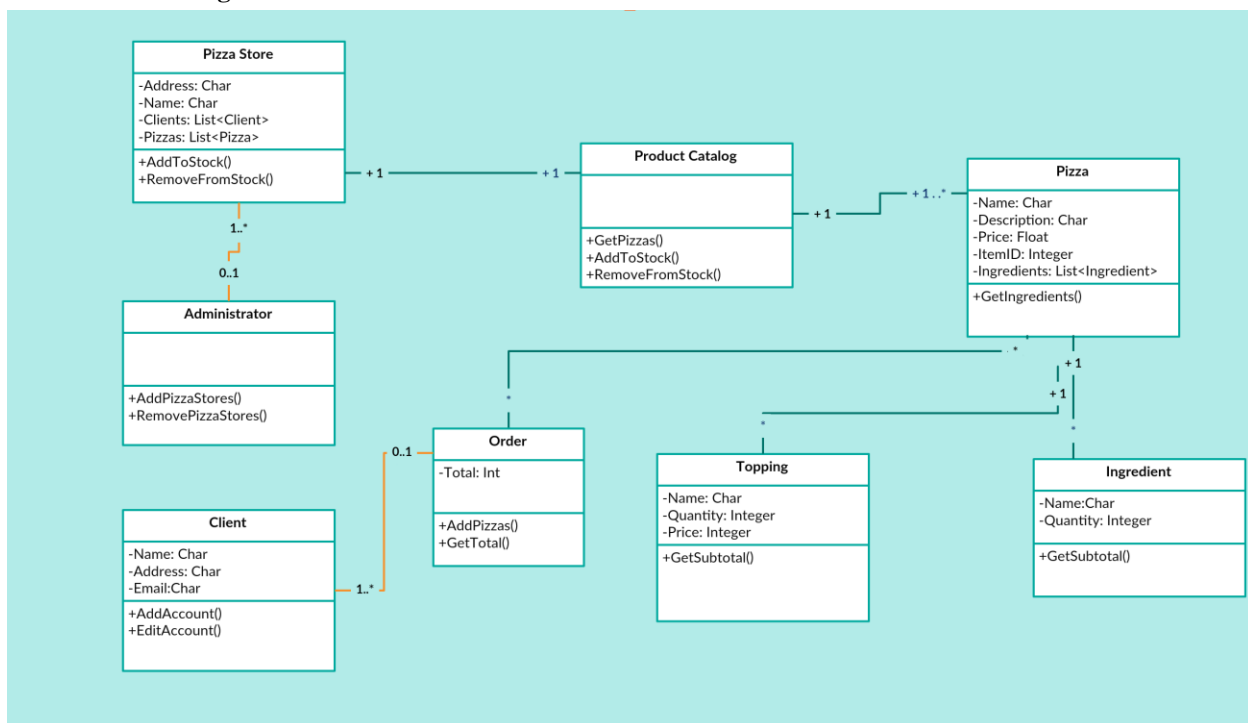 Pizza Store
-Address: Char
-Name: Char
-Clients: List<Client>
-Pizzas: List<Pizza>
+AddToStock()
+RemoveFromStock()
+ 1
+ 1
Product Catalog
+GetPizzas()
+AddToStock()
+RemoveFromStock()
+ 1
+ 1 . . *
Pizza
-Name: Char
-Description: Char
-Price: Float
-ItemID: Integer
-Ingredients: List<Ingredient>
+GetIngredients()
1..*
0..1
Administrator
+AddPizzaStores()
+RemovePizzaStores()
*
+ 1
+ 1
*
*
*
Order
-Total: Int
+AddPizzas()
+GetTotal()
0..1
1..*
Client
-Name: Char
-Address: Char
-Email:Char
+AddAccount()
+EditAccount()
Topping
-Name: Char
-Quantity: Integer
-Price: Integer
+GetSubtotal()
Ingredient
-Name:Char
-Quantity: Integer
+GetSubtotal()